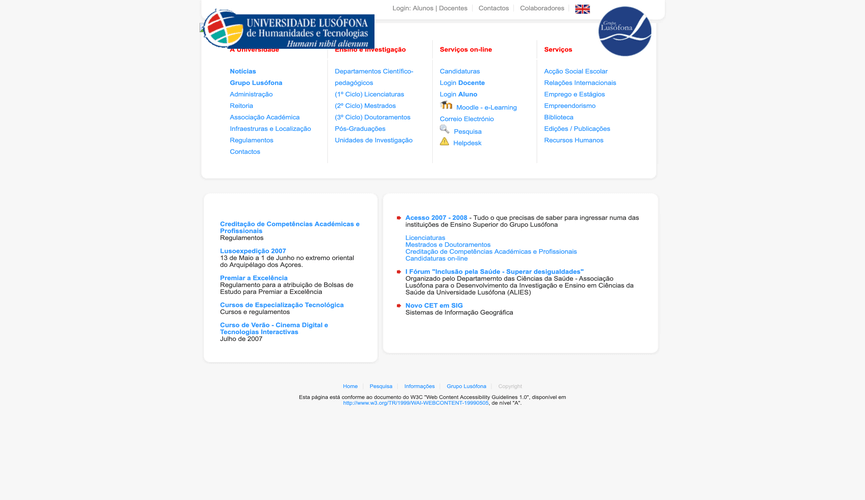 Login: Alunos | Docentes
Contactos
Colaboradores
UNIVERSIDADE LUSÓFONA
de Humanidades e Tecnologias
Humani nihil alienum
Grupo
Lusófona
A Universidade
Ensino e Investigação
Serviços on-line
Serviços
Notícias
Grupo Lusófona
Administração
Reitoria
Associação Académica
Infraestruras e Localização
Regulamentos
Contactos
Departamentos Científico-
pedagógicos
(1º Ciclo) Licenciaturas
(2º Ciclo) Mestrados
(3º Ciclo) Doutoramentos
Pós-Graduações
Unidades de Investigação
Candidaturas
Login Docente
Login Aluno
Moodle - e-Learning
Correio Electrónio
Pesquisa
Helpdesk
Acção Social Escolar
Relações Internacionais
Emprego e Estágios
Empreendorismo
Biblioteca
Edições / Publicações
Recursos Humanos
Creditação de Competências Académicas e
Profissionais
Regulamentos
Lusoexpedição 2007
13 de Maio a 1 de Junho no extremo oriental
do Arquipélago dos Açores.
Premiar a Excelência
Regulamento para a atribuição de Bolsas de
Estudo para Premiar a Excelência
Cursos de Especialização Tecnológica
Cursos e regulamentos
Curso de Verão - Cinema Digital e
Tecnologias Interactivas
Julho de 2007
Acesso 2007 - 2008 - Tudo o que precisas de saber para ingressar numa das
instituições de Ensino Superior do Grupo Lusófona
Licenciaturas
Mestrados e Doutoramentos
Creditação de Competências Académicas e Profissionais
Candidaturas on-line
I Fórum "Inclusão pela Saúde - Superar desigualdades"
Organizado pelo Departamernto das Ciências da Saúde - Associação
Lusófona para o Desenvolvimento da Investigação e Ensino em Ciências da
Saúde da Universidade Lusófona (ALIES)
Novo CET em SIG
Sistemas de Informação Geográfica
Home
Pesquisa
Informações
Grupo Lusófona
Copyright
Esta página está conforme ao documento do W3C "Web Content Accessibility Guidelines 1.0", disponível em
http://www.w3.org/TR/1999/WAI-WEBCONTENT-19990505, de nível "A".